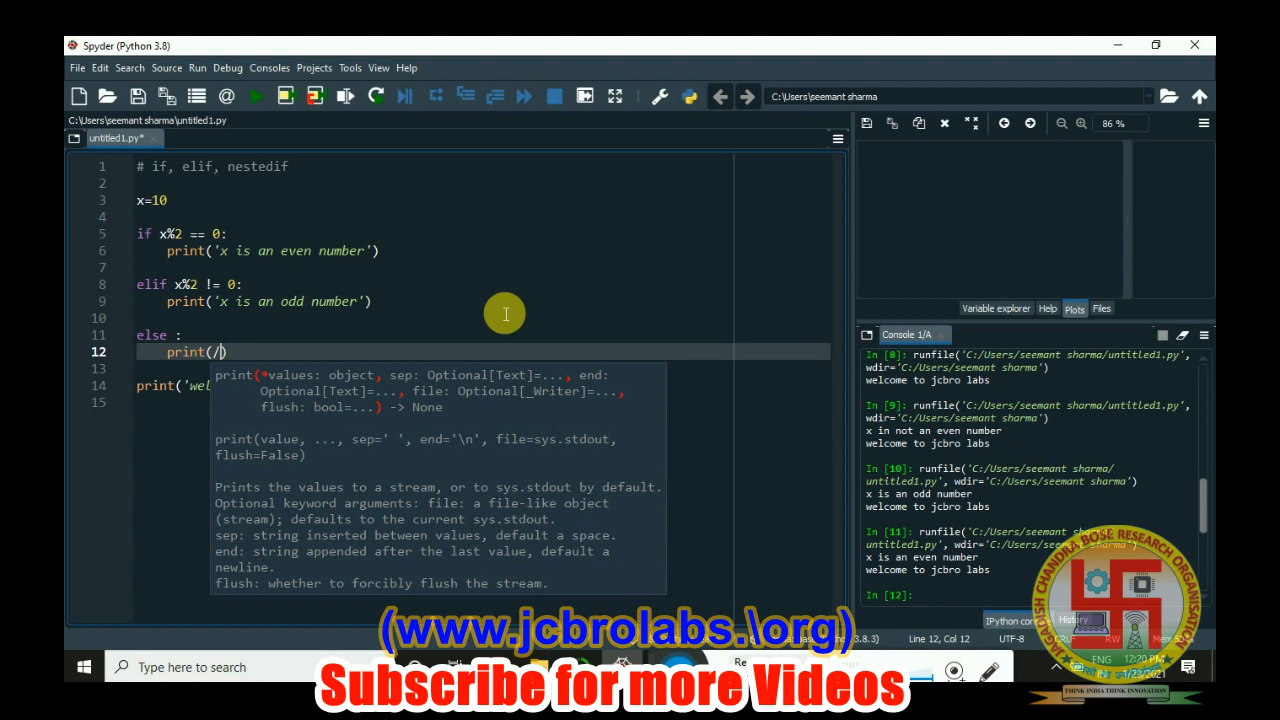 Spyder (Python 3.8)
File Edit Search Source Run Debug Consoles Projects Tools View Help
C:\Users\seemant sharma
C:\Users\seemant sharma\untitled1.py
untitled1.py*
86 %
1 # if, elif, nestedif
2
3 x=10
4
5 if x%2 == 0:
6 print('x is an even number')
7
8 elif x%2 != 0:
9 print('x is an odd number')
10
11 else :
12 print(/)
13
14 print('wel
15
print(*values: object, sep: Optional[Text]=..., end:
Optional[Text]=..., file: Optional[_Writer]=...,
flush: bool=...) -> None
print(value, ..., sep=' ', end='\n', file=sys.stdout,
flush=False)
Prints the values to a stream, or to sys.stdout by default.
Optional keyword arguments: file: a file-like object
(stream); defaults to the current sys.stdout.
sep: string inserted between values, default a space.
end: string appended after the last value, default a
newline.
flush: whether to forcibly flush the stream.
Variable explorer Help Plots Files
Console 1/A
In [8]: runfile('C:/Users/seemant sharma/untitled1.py',
wdir='C:/Users/seemant sharma')
welcome to jcbro labs
In [9]: runfile('C:/Users/seemant sharma/untitled1.py',
wdir='C:/Users/seemant sharma')
x in not an even number
welcome to jcbro labs
In [10]: runfile('C:/Users/seemant sharma/
untitled1.py', wdir='C:/Users/seemant sharma')
x is an odd number
welcome to jcbro labs
In [11]: runfile('C:/Users/seemant sharma/
untitled1.py', wdir='C:/Users/seemant sharma')
x is an even number
welcome to jcbro labs
In [12]:
IPython console History
3.8.3) Line 12, Col 12 UTF-8 RW Mem
JAGDISH CHANDRA BOSE RESEARCH ORGANISATION
THINK INDIA THINK INNOVATION
(www.jcbrolabs.\org)
Type here to search
ENG 12:20 PM
IN 1/23/2021
Subscribe for more Videos